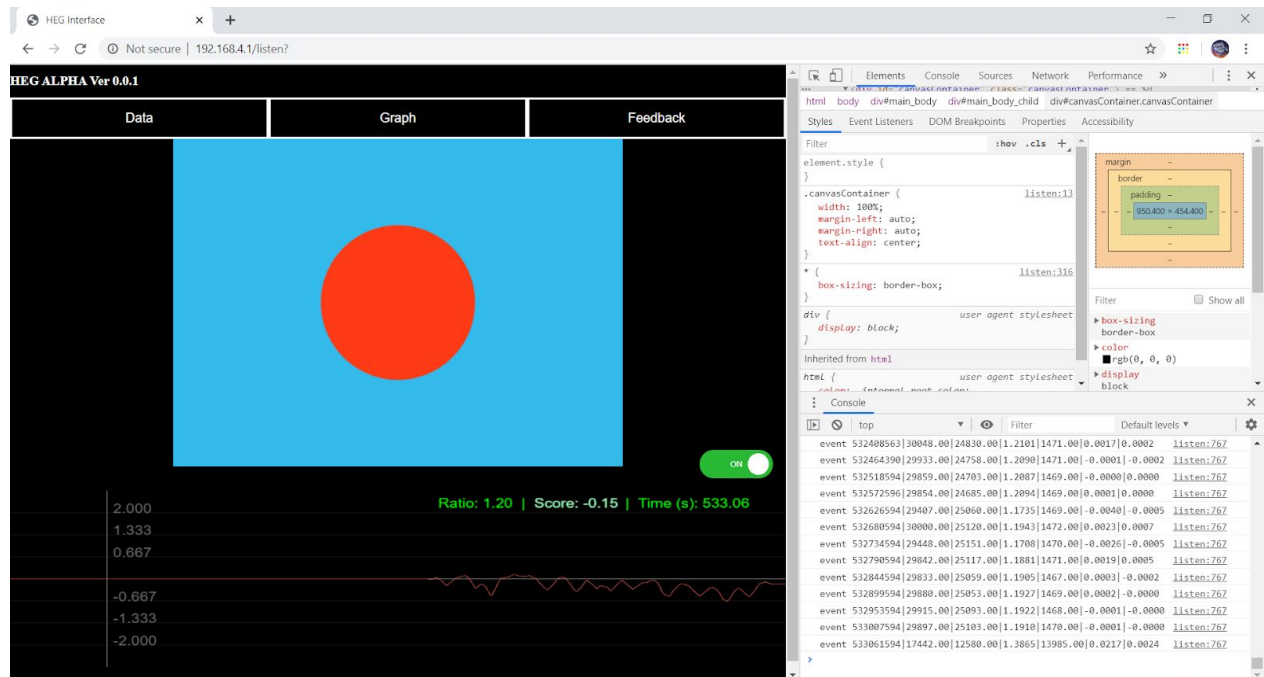 HEG Interface
Not secure | 192.168.4.1/listen?
HEG ALPHA Ver 0.0.1
Data Graph Feedback
ON
Ratio: 1.20 | Score: -0.15 | Time (s): 533.06
2.000
1.333
0.667
-0.667
-1.333
-2.000
Elements Console Sources Network Performance »
html body div#main_body div#main_body_child div#canvasContainer.canvasContainer
Styles Event Listeners DOM Breakpoints Properties Accessibility
Filter :hov .cls +
element.style {
}
.canvasContainer { listen:13
width: 100%;
margin-left: auto;
margin-right: auto;
text-align: center;
}
* { listen:316
box-sizing: border-box;
}
div { user agent stylesheet
display: block;
}
Inherited from html
html { user agent stylesheet
margin –
border –
padding –
950.400 × 454.400
Filter Show all
box-sizing
border-box
color
rgb(0, 0, 0)
display
block
Console
top Filter Default levels ▼
event 532408563|30048.00|24830.00|1.2101|1471.00|0.0017|0.0002 listen:767
event 532464390|29933.00|24758.00|1.2090|1471.00|-0.0001|-0.0002 listen:767
event 532518594|29859.00|24703.00|1.2087|1469.00|-0.0000|0.0000 listen:767
event 532572596|29854.00|24685.00|1.2094|1469.00|0.0001|0.0000 listen:767
event 532626594|29407.00|25060.00|1.1735|1469.00|-0.0040|-0.0005 listen:767
event 532680594|30000.00|25120.00|1.1943|1472.00|0.0023|0.0007 listen:767
event 532734594|29448.00|25151.00|1.1708|1470.00|-0.0026|-0.0005 listen:767
event 532790594|29842.00|25117.00|1.1881|1471.00|0.0019|0.0005 listen:767
event 532844594|29833.00|25059.00|1.1905|1467.00|0.0003|-0.0002 listen:767
event 532899594|29880.00|25053.00|1.1927|1469.00|0.0002|-0.0000 listen:767
event 532953594|29915.00|25093.00|1.1922|1468.00|-0.0001|-0.0000 listen:767
event 533007594|29897.00|25103.00|1.1910|1470.00|-0.0001|-0.0000 listen:767
event 533061594|17442.00|12580.00|1.3865|13985.00|0.0217|0.0024 listen:767